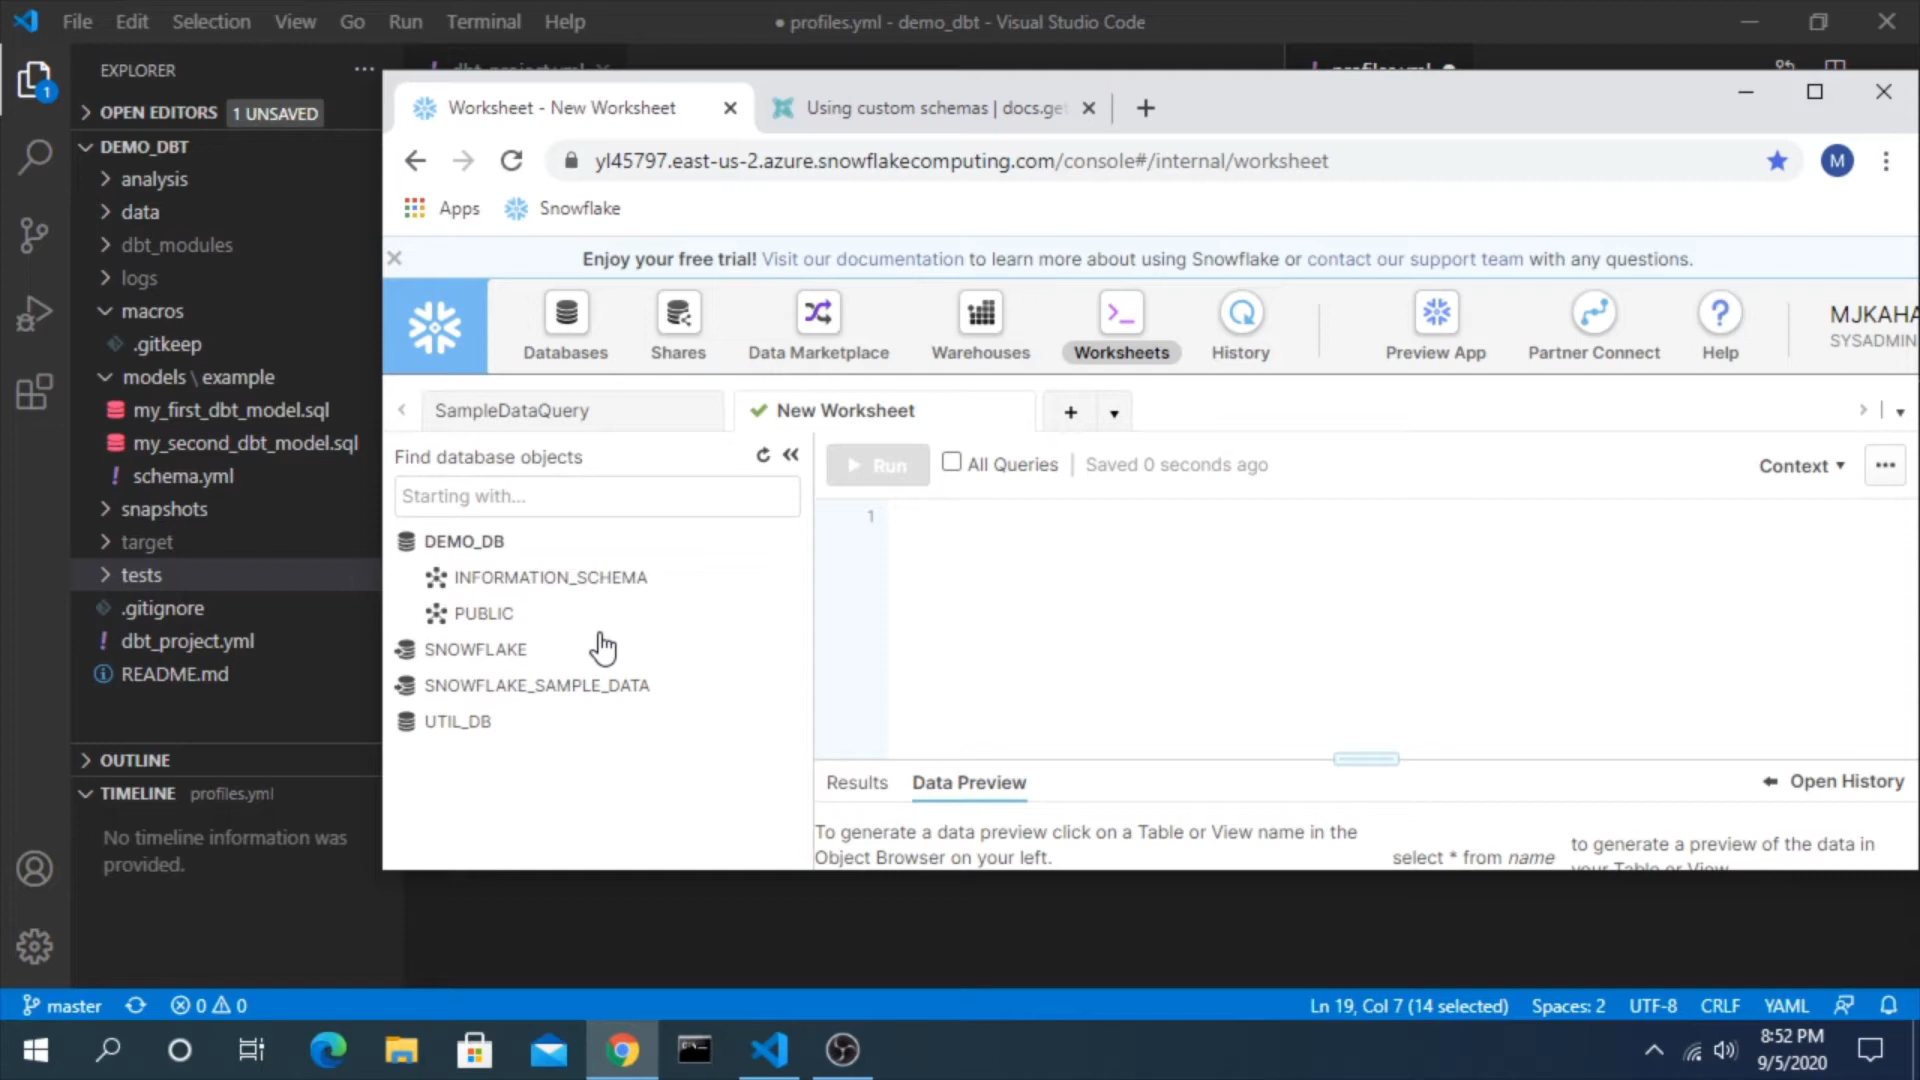 File Edit Selection View Go Run Terminal Help
● profiles.yml - demo_dbt - Visual Studio Code
EXPLORER
1
OPEN EDITORS 1 UNSAVED
DEMO_DBT
analysis
data
dbt_modules
logs
macros
.gitkeep
models \ example
my_first_dbt_model.sql
my_second_dbt_model.sql
schema.yml
snapshots
target
tests
.gitignore
dbt_project.yml
README.md
OUTLINE
TIMELINE profiles.yml
No timeline information was
provided.
Worksheet - New Worksheet
Using custom schemas | docs.get
yl45797.east-us-2.azure.snowflakecomputing.com/console#/internal/worksheet
M
Apps Snowflake
Enjoy your free trial! Visit our documentation to learn more about using Snowflake or contact our support team with any questions.
Databases Shares Data Marketplace Warehouses Worksheets History Preview App Partner Connect Help
MJKAHA
SYSADMIN
SampleDataQuery New Worksheet
Find database objects
Starting with...
DEMO_DB
INFORMATION_SCHEMA
PUBLIC
SNOWFLAKE
SNOWFLAKE_SAMPLE_DATA
UTIL_DB
Run All Queries | Saved 0 seconds ago Context
1
Results Data Preview Open History
To generate a data preview click on a Table or View name in the
Object Browser on your left.
select * from name
to generate a preview of the data in
your Table or View
master 0 0 Ln 19, Col 7 (14 selected) Spaces: 2 UTF-8 CRLF YAML
8:52 PM
9/5/2020